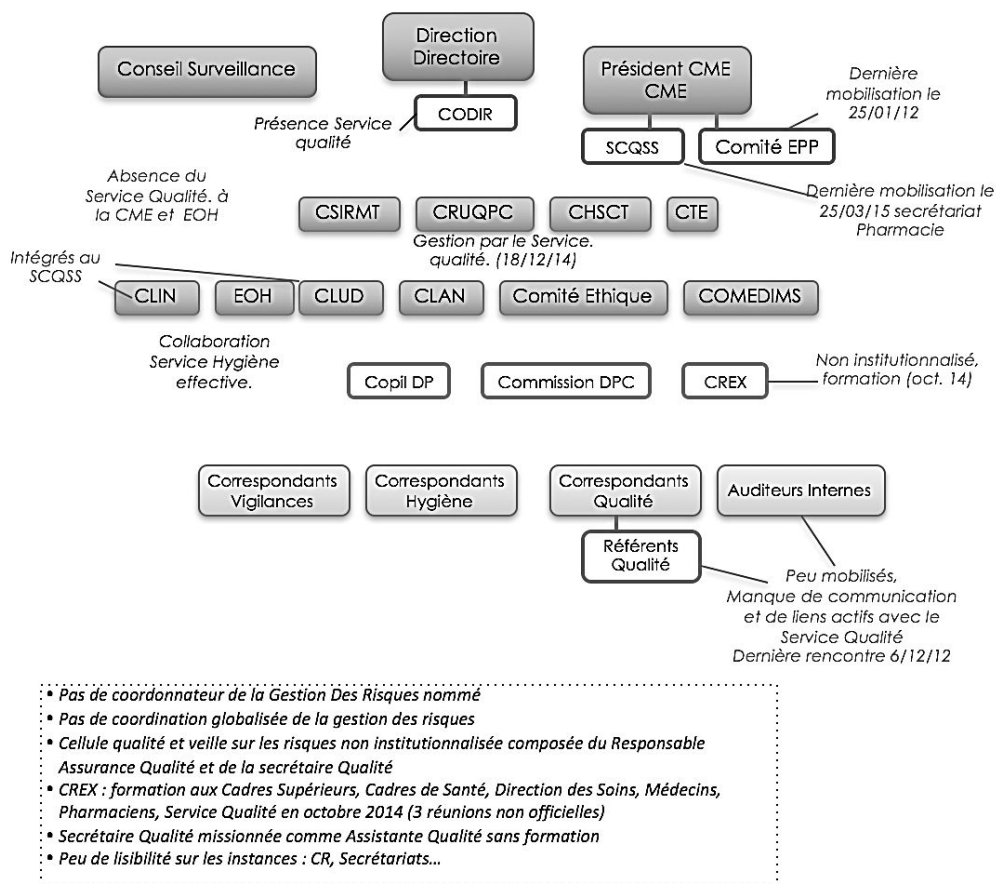 Direction
Directoire
Conseil Surveillance
Président CME
CME
Dernière
mobilisation le
25/01/12
CODIR
Présence Service
qualité
SCQSS
Comité EPP
Absence du
Service Qualité. à
la CME et EOH
Dernière mobilisation le
25/03/15 secrétariat
Pharmacie
CSIRMT
CRUQPC
CHSCT
CTE
Gestion par le Service.
qualité. (18/12/14)
Intégrés au
SCQSS
CLIN
EOH
CLUD
CLAN
Comité Ethique
COMEDIMS
Collaboration
Service Hygiène
effective.
Copil DP
Commission DPC
CREX
Non institutionnalisé,
formation (oct. 14)
Correspondants
Vigilances
Correspondants
Hygiène
Correspondants
Qualité
Auditeurs Internes
Référents
Qualité
Peu mobilisés,
Manque de communication
et de liens actifs avec le
Service Qualité
Dernière rencontre 6/12/12
• Pas de coordonnateur de la Gestion Des Risques nommé
• Pas de coordination globalisée de la gestion des risques
• Cellule qualité et veille sur les risques non institutionnalisée composée du Responsable
Assurance Qualité et de la secrétaire Qualité
• CREX : formation aux Cadres Supérieurs, Cadres de Santé, Direction des Soins, Médecins,
Pharmaciens, Service Qualité en octobre 2014 (3 réunions non officielles)
• Secrétaire Qualité missionnée comme Assistante Qualité sans formation
• Peu de lisibilité sur les instances : CR, Secrétariats…